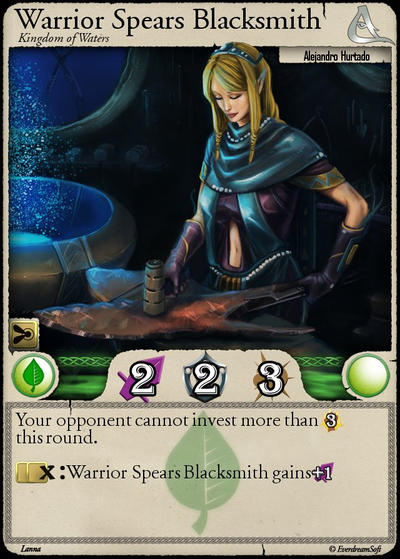 Warrior Spears Blacksmith
Kingdom of Waters
Alejandro Hurtado
2 2 3
Your opponent cannot invest more than 3
this round.
X : Warrior Spears Blacksmith gains +1
Lanna © EverdreamSoft